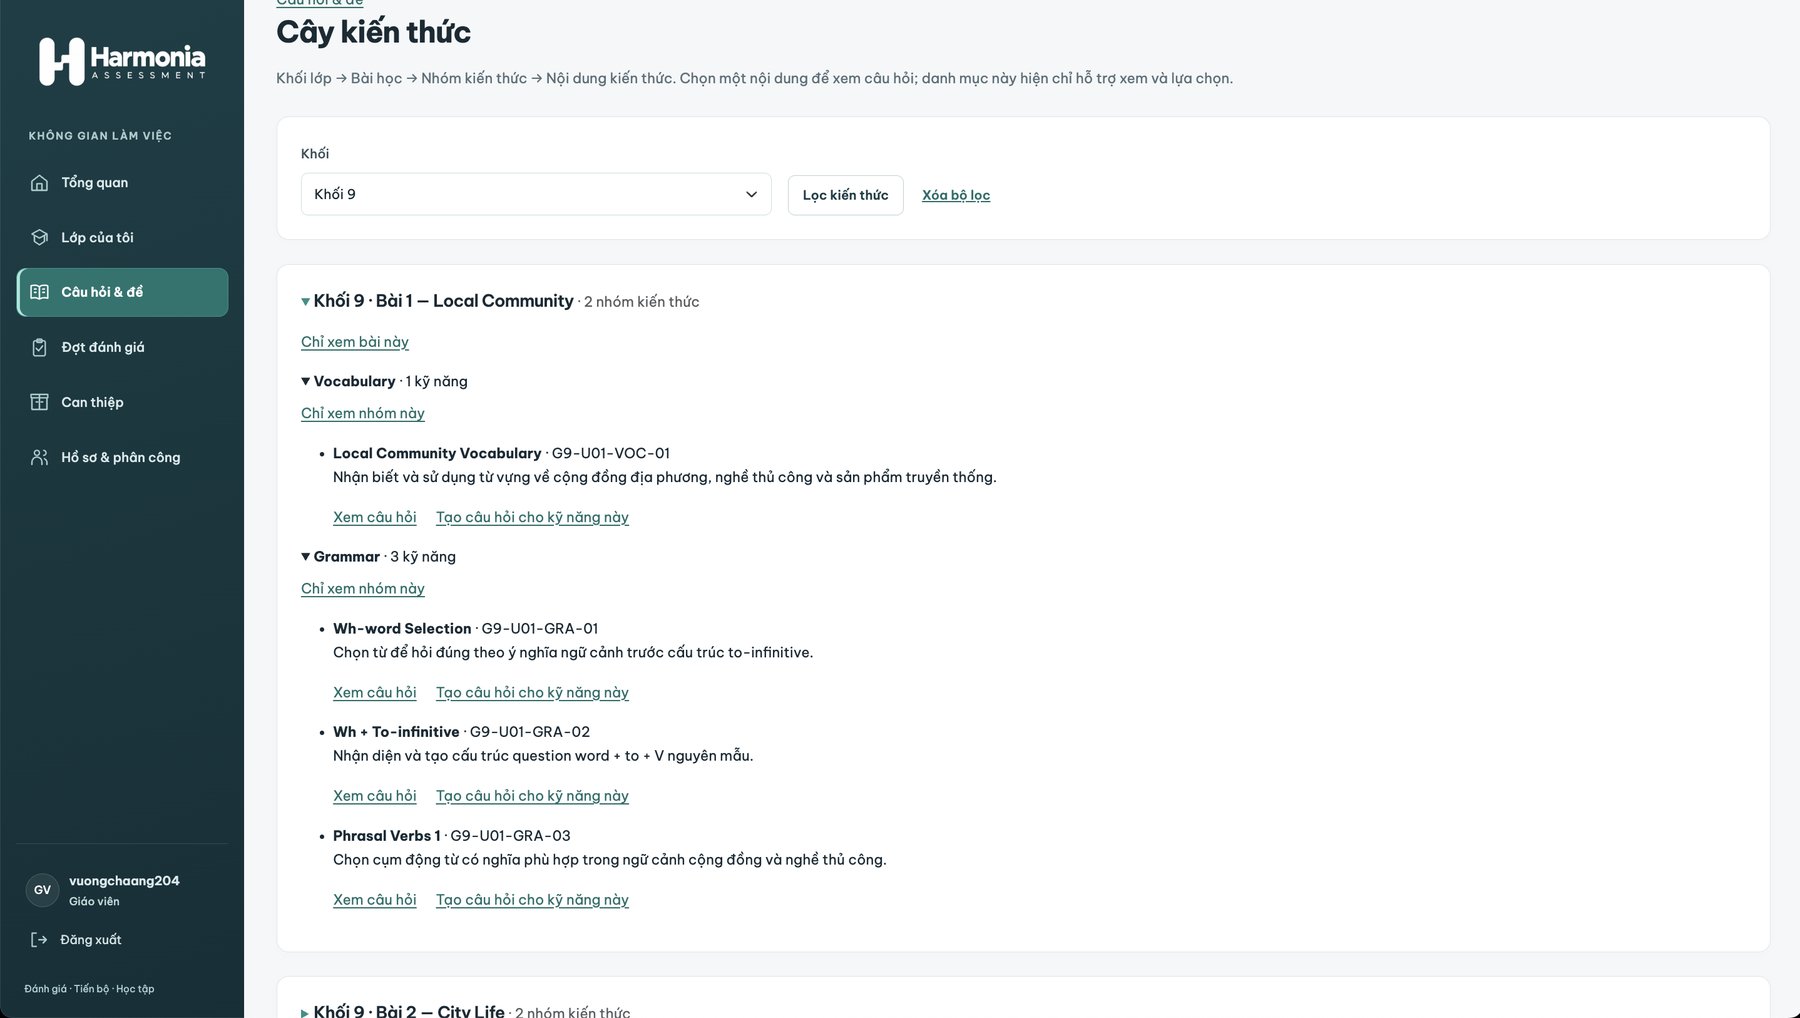 Harmonia
ASSESSMENT
KHÔNG GIAN LÀM VIỆC
Tổng quan
Lớp của tôi
Câu hỏi & đề
Đợt đánh giá
Can thiệp
Hồ sơ & phân công
GV
vuongchaang204
Giáo viên
Đăng xuất
Đánh giá · Tiến bộ · Học tập
Câu hỏi & đề
Cây kiến thức
Khối lớp → Bài học → Nhóm kiến thức → Nội dung kiến thức. Chọn một nội dung để xem câu hỏi; danh mục này hiện chỉ hỗ trợ xem và lựa chọn.
Khối
Khối 9
Lọc kiến thức
Xóa bộ lọc
▼ Khối 9 · Bài 1 — Local Community · 2 nhóm kiến thức
Chỉ xem bài này
▼ Vocabulary · 1 kỹ năng
Chỉ xem nhóm này
• Local Community Vocabulary · G9-U01-VOC-01
Nhận biết và sử dụng từ vựng về cộng đồng địa phương, nghề thủ công và sản phẩm truyền thống.
Xem câu hỏi Tạo câu hỏi cho kỹ năng này
▼ Grammar · 3 kỹ năng
Chỉ xem nhóm này
• Wh-word Selection · G9-U01-GRA-01
Chọn từ để hỏi đúng theo ý nghĩa ngữ cảnh trước cấu trúc to-infinitive.
Xem câu hỏi Tạo câu hỏi cho kỹ năng này
• Wh + To-infinitive · G9-U01-GRA-02
Nhận diện và tạo cấu trúc question word + to + V nguyên mẫu.
Xem câu hỏi Tạo câu hỏi cho kỹ năng này
• Phrasal Verbs 1 · G9-U01-GRA-03
Chọn cụm động từ có nghĩa phù hợp trong ngữ cảnh cộng đồng và nghề thủ công.
Xem câu hỏi Tạo câu hỏi cho kỹ năng này
▶ Khối 9 · Bài 2 — City Life · 2 nhóm kiến thức